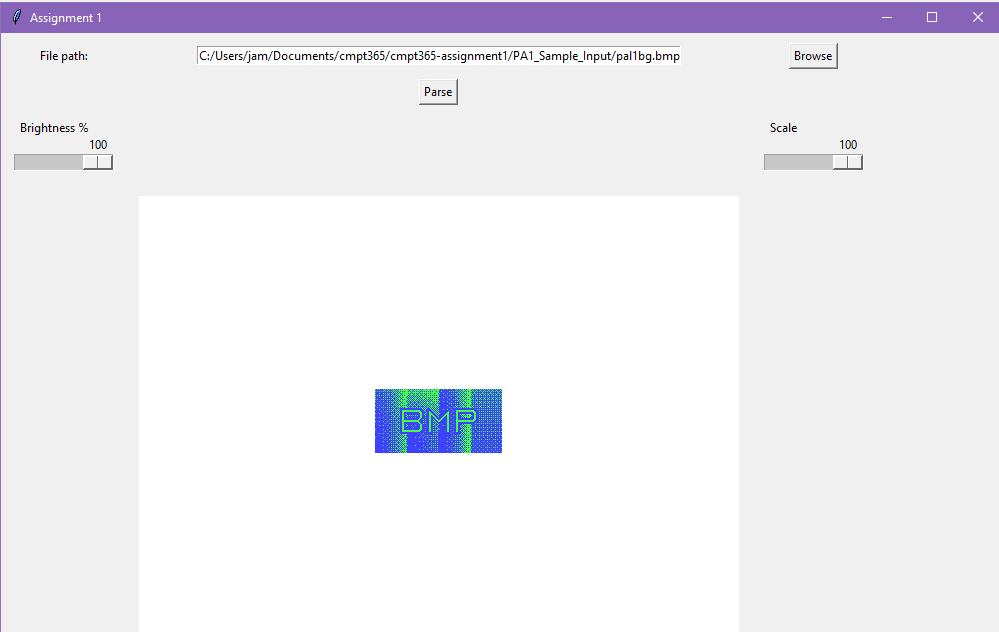 Assignment 1
File path: C:/Users/jam/Documents/cmpt365/cmpt365-assignment1/PA1_Sample_Input/pal1bg.bmp Browse
Parse
Brightness % Scale
100 100
BMP